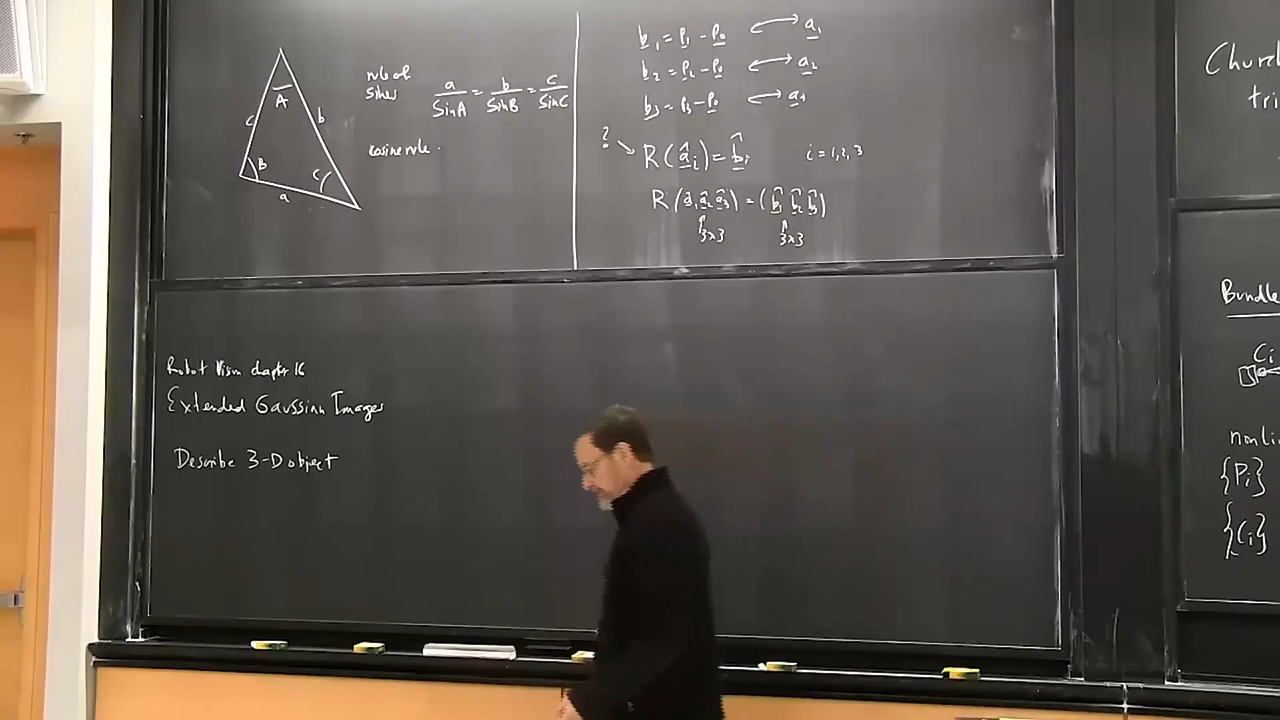 A
c
b
B
C
a
rule of
sines
a/SinA = b/SinB = c/SinC
cosine rule.
b₁ = p₁ - p₀ ⟷ a₁
b₂ = p₂ - p₀ ⟷ a₂
b₃ = p₃ - p₀ ⟷ a₃
?
R(âᵢ) = b̂ᵢ i = 1, 2, 3
R(â₁ â₂ â₃) = (b̂₁ b̂₂ b̂₃)
3x3 3x3
Robot Vision chapter 16
Extended Gaussian Images
Describe 3-D object
Church
tri
Bundle
Ci
nonli
{Pi}
{Ci}